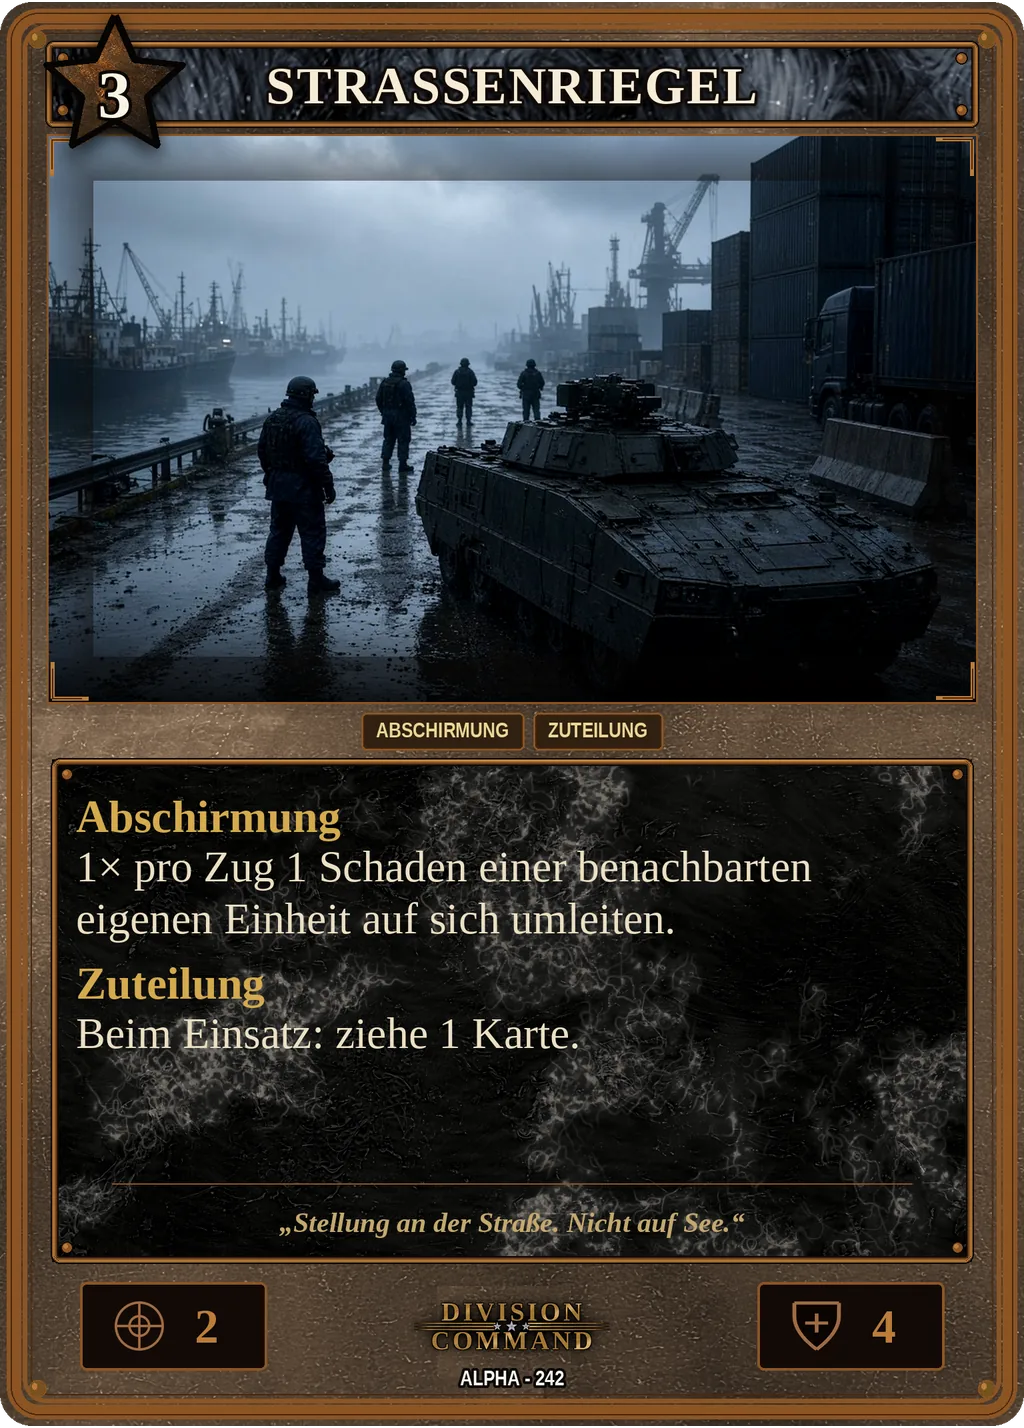 3
STRASSENRIEGEL
ABSCHIRMUNG ZUTEILUNG
Abschirmung
1× pro Zug 1 Schaden einer benachbarten
eigenen Einheit auf sich umleiten.
Zuteilung
Beim Einsatz: ziehe 1 Karte.
„Stellung an der Straße. Nicht auf See.“
2
DIVISION
COMMAND
4
ALPHA - 242